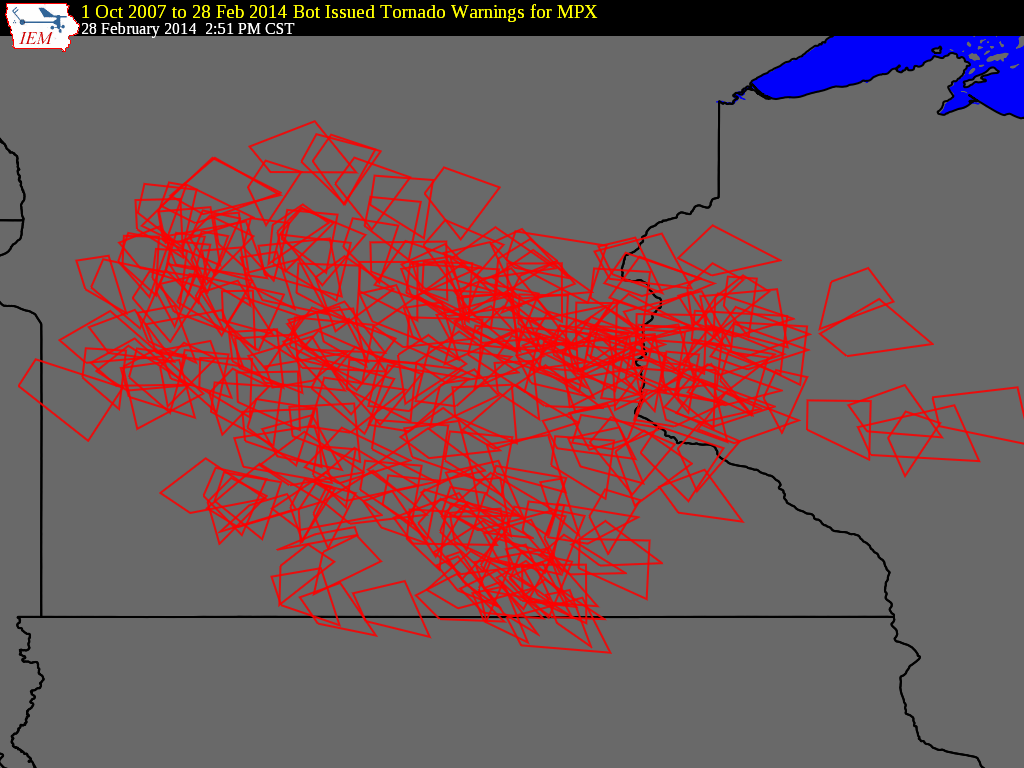 1 Oct 2007 to 28 Feb 2014 Bot Issued Tornado Warnings for MPX
28 February 2014  2:51 PM CST
IEM